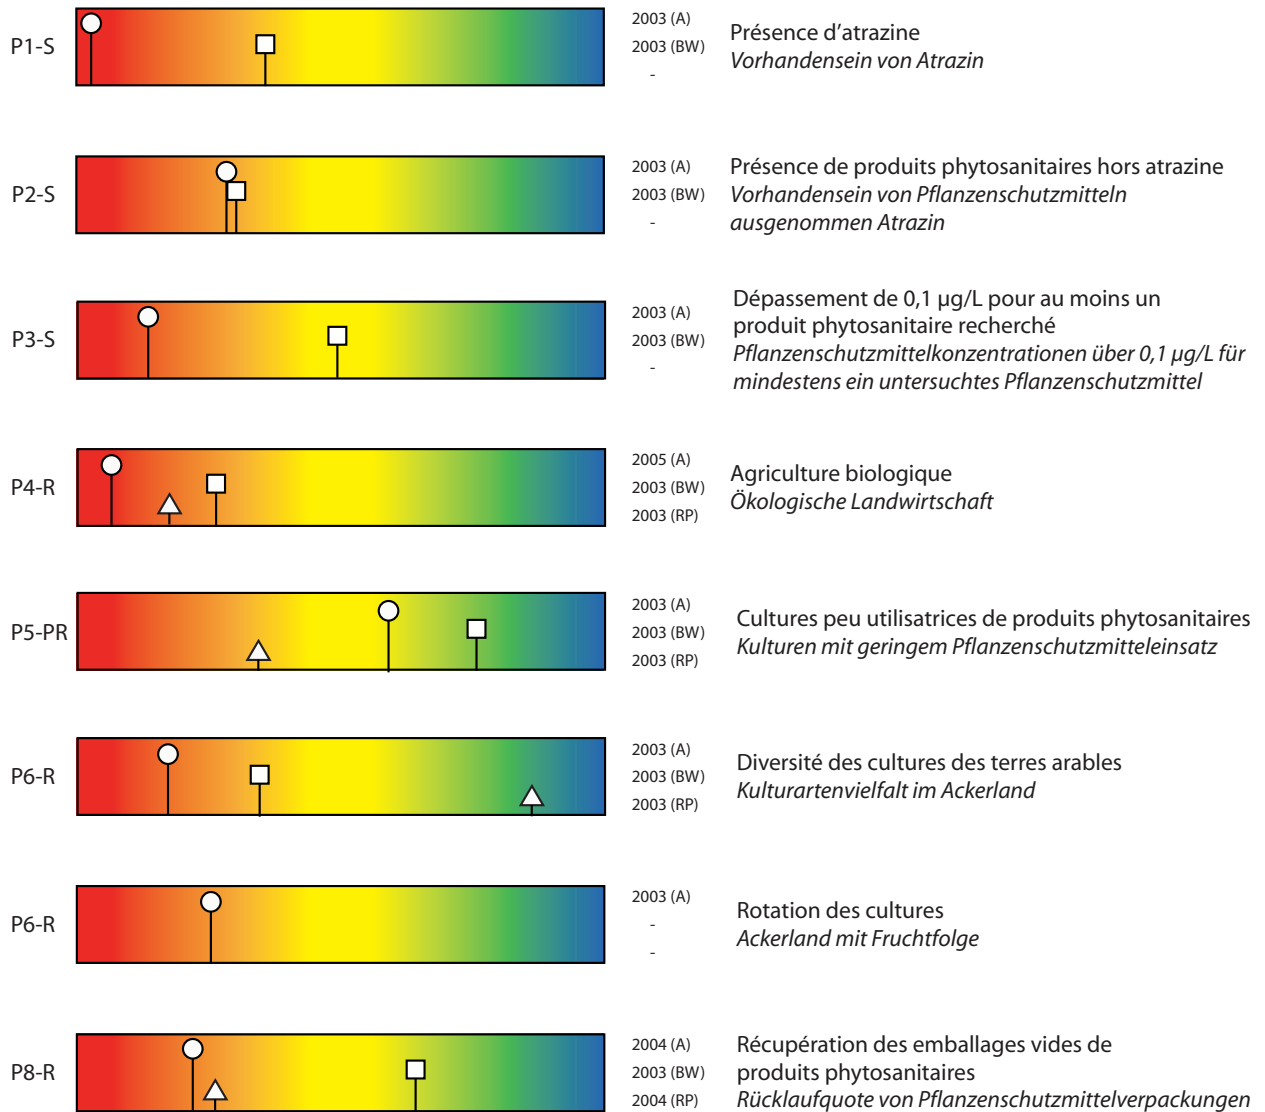 P1-S
2003 (A)
2003 (BW)
-
Présence d'atrazine
Vorhandensein von Atrazin
P2-S
2003 (A)
2003 (BW)
-
Présence de produits phytosanitaires hors atrazine
Vorhandensein von Pflanzenschutzmitteln
ausgenommen Atrazin
P3-S
2003 (A)
2003 (BW)
-
Dépassement de 0,1 µg/L pour au moins un
produit phytosanitaire recherché
Pflanzenschutzmittelkonzentrationen über 0,1 µg/L für
mindestens ein untersuchtes Pflanzenschutzmittel
P4-R
2005 (A)
2003 (BW)
2003 (RP)
Agriculture biologique
Ökologische Landwirtschaft
P5-PR
2003 (A)
2003 (BW)
2003 (RP)
Cultures peu utilisatrices de produits phytosanitaires
Kulturen mit geringem Pflanzenschutzmitteleinsatz
P6-R
2003 (A)
2003 (BW)
2003 (RP)
Diversité des cultures des terres arables
Kulturartenvielfalt im Ackerland
P6-R
2003 (A)
-
-
Rotation des cultures
Ackerland mit Fruchtfolge
P8-R
2004 (A)
2003 (BW)
2004 (RP)
Récupération des emballages vides de
produits phytosanitaires
Rücklaufquote von Pflanzenschutzmittelverpackungen